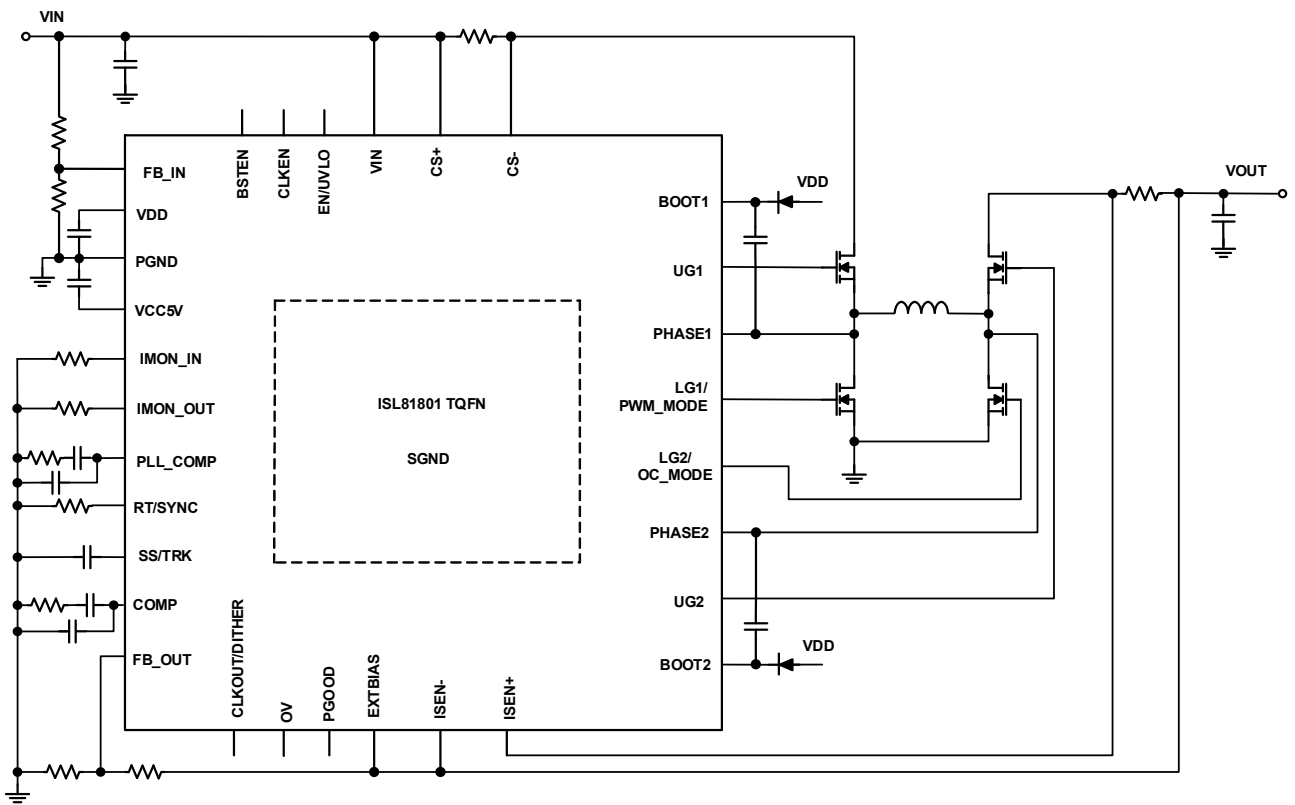 VIN
BSTEN
CLKEN
EN/UVLO
VIN
CS+
CS-
FB_IN
VDD
PGND
VCC5V
IMON_IN
IMON_OUT
PLL_COMP
RT/SYNC
SS/TRK
COMP
FB_OUT
ISL81801 TQFN
SGND
BOOT1
VDD
UG1
PHASE1
LG1/
PWM_MODE
LG2/
OC_MODE
PHASE2
UG2
BOOT2
VDD
VOUT
CLKOUT/DITHER
OV
PGOOD
EXTBIAS
ISEN-
ISEN+